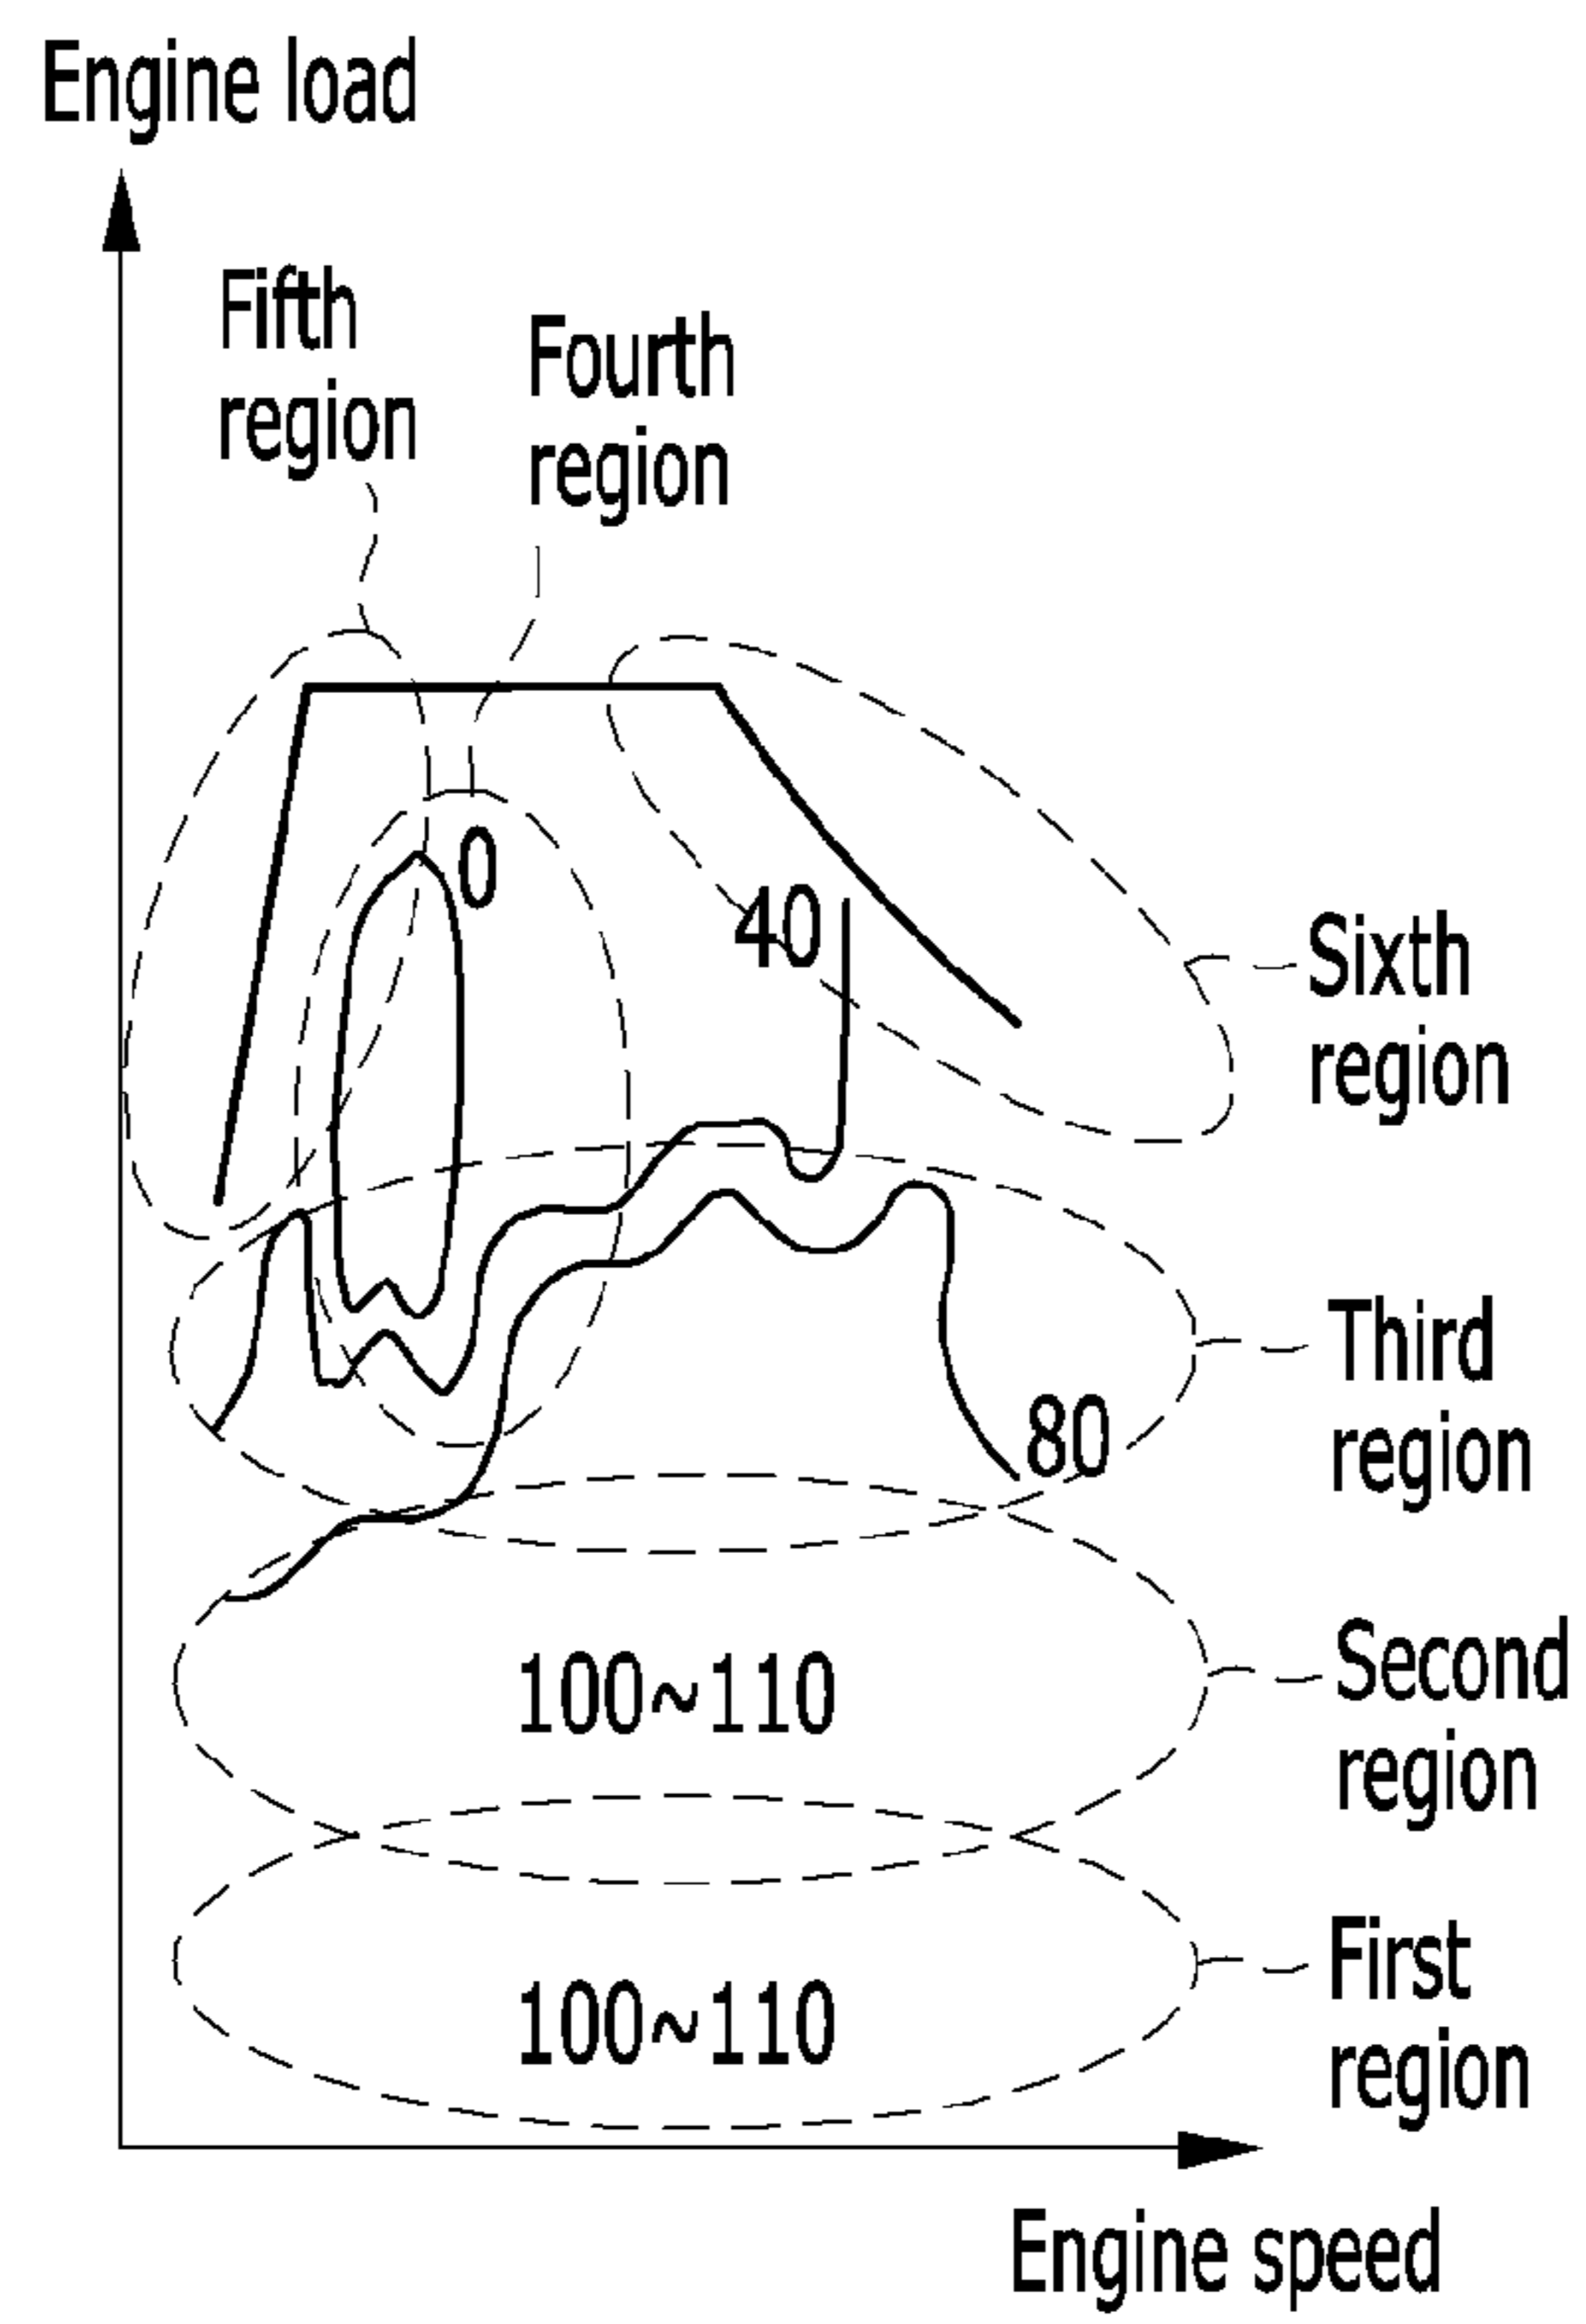 Engine load
Fifth
region
Fourth
region
0
40
Sixth
region
Third
region
80
Second
region
100~110
First
region
100~110
Engine speed